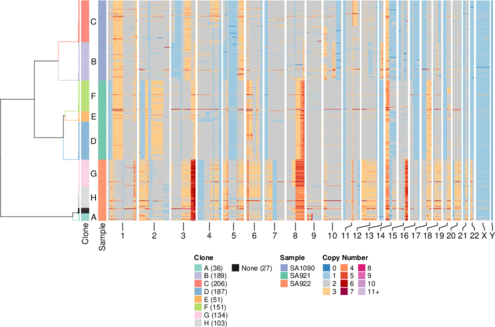 C
B
F
E
D
G
H
A
Clone
Sample
1 2 3 4 5 6 7 8 9 10 11 12 13 14 15 16 17 18 19 20 21 22 X Y
Clone Sample Copy Number
A (36) None (27) SA1090 0 4 8
B (189) SA921 1 5 9
C (206) SA922 2 6 10
D (187) 3 7 11+
E (51)
F (151)
G (134)
H (103)